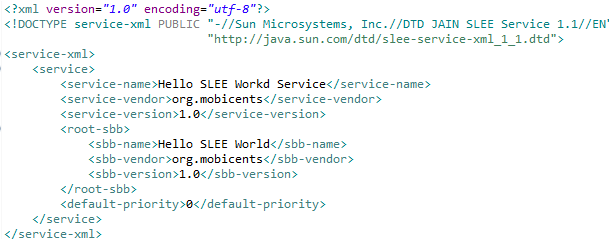 <?xml version="1.0" encoding="utf-8"?>
<!DOCTYPE service-xml PUBLIC "-//Sun Microsystems, Inc.//DTD JAIN SLEE Service 1.1//EN"
"http://java.sun.com/dtd/slee-service-xml_1_1.dtd">
<service-xml>
<service>
<service-name>Hello SLEE Workd Service</service-name>
<service-vendor>org.mobicents</service-vendor>
<service-version>1.0</service-version>
<root-sbb>
<sbb-name>Hello SLEE World</sbb-name>
<sbb-vendor>org.mobicents</sbb-vendor>
<sbb-version>1.0</sbb-version>
</root-sbb>
<default-priority>0</default-priority>
</service>
</service-xml>